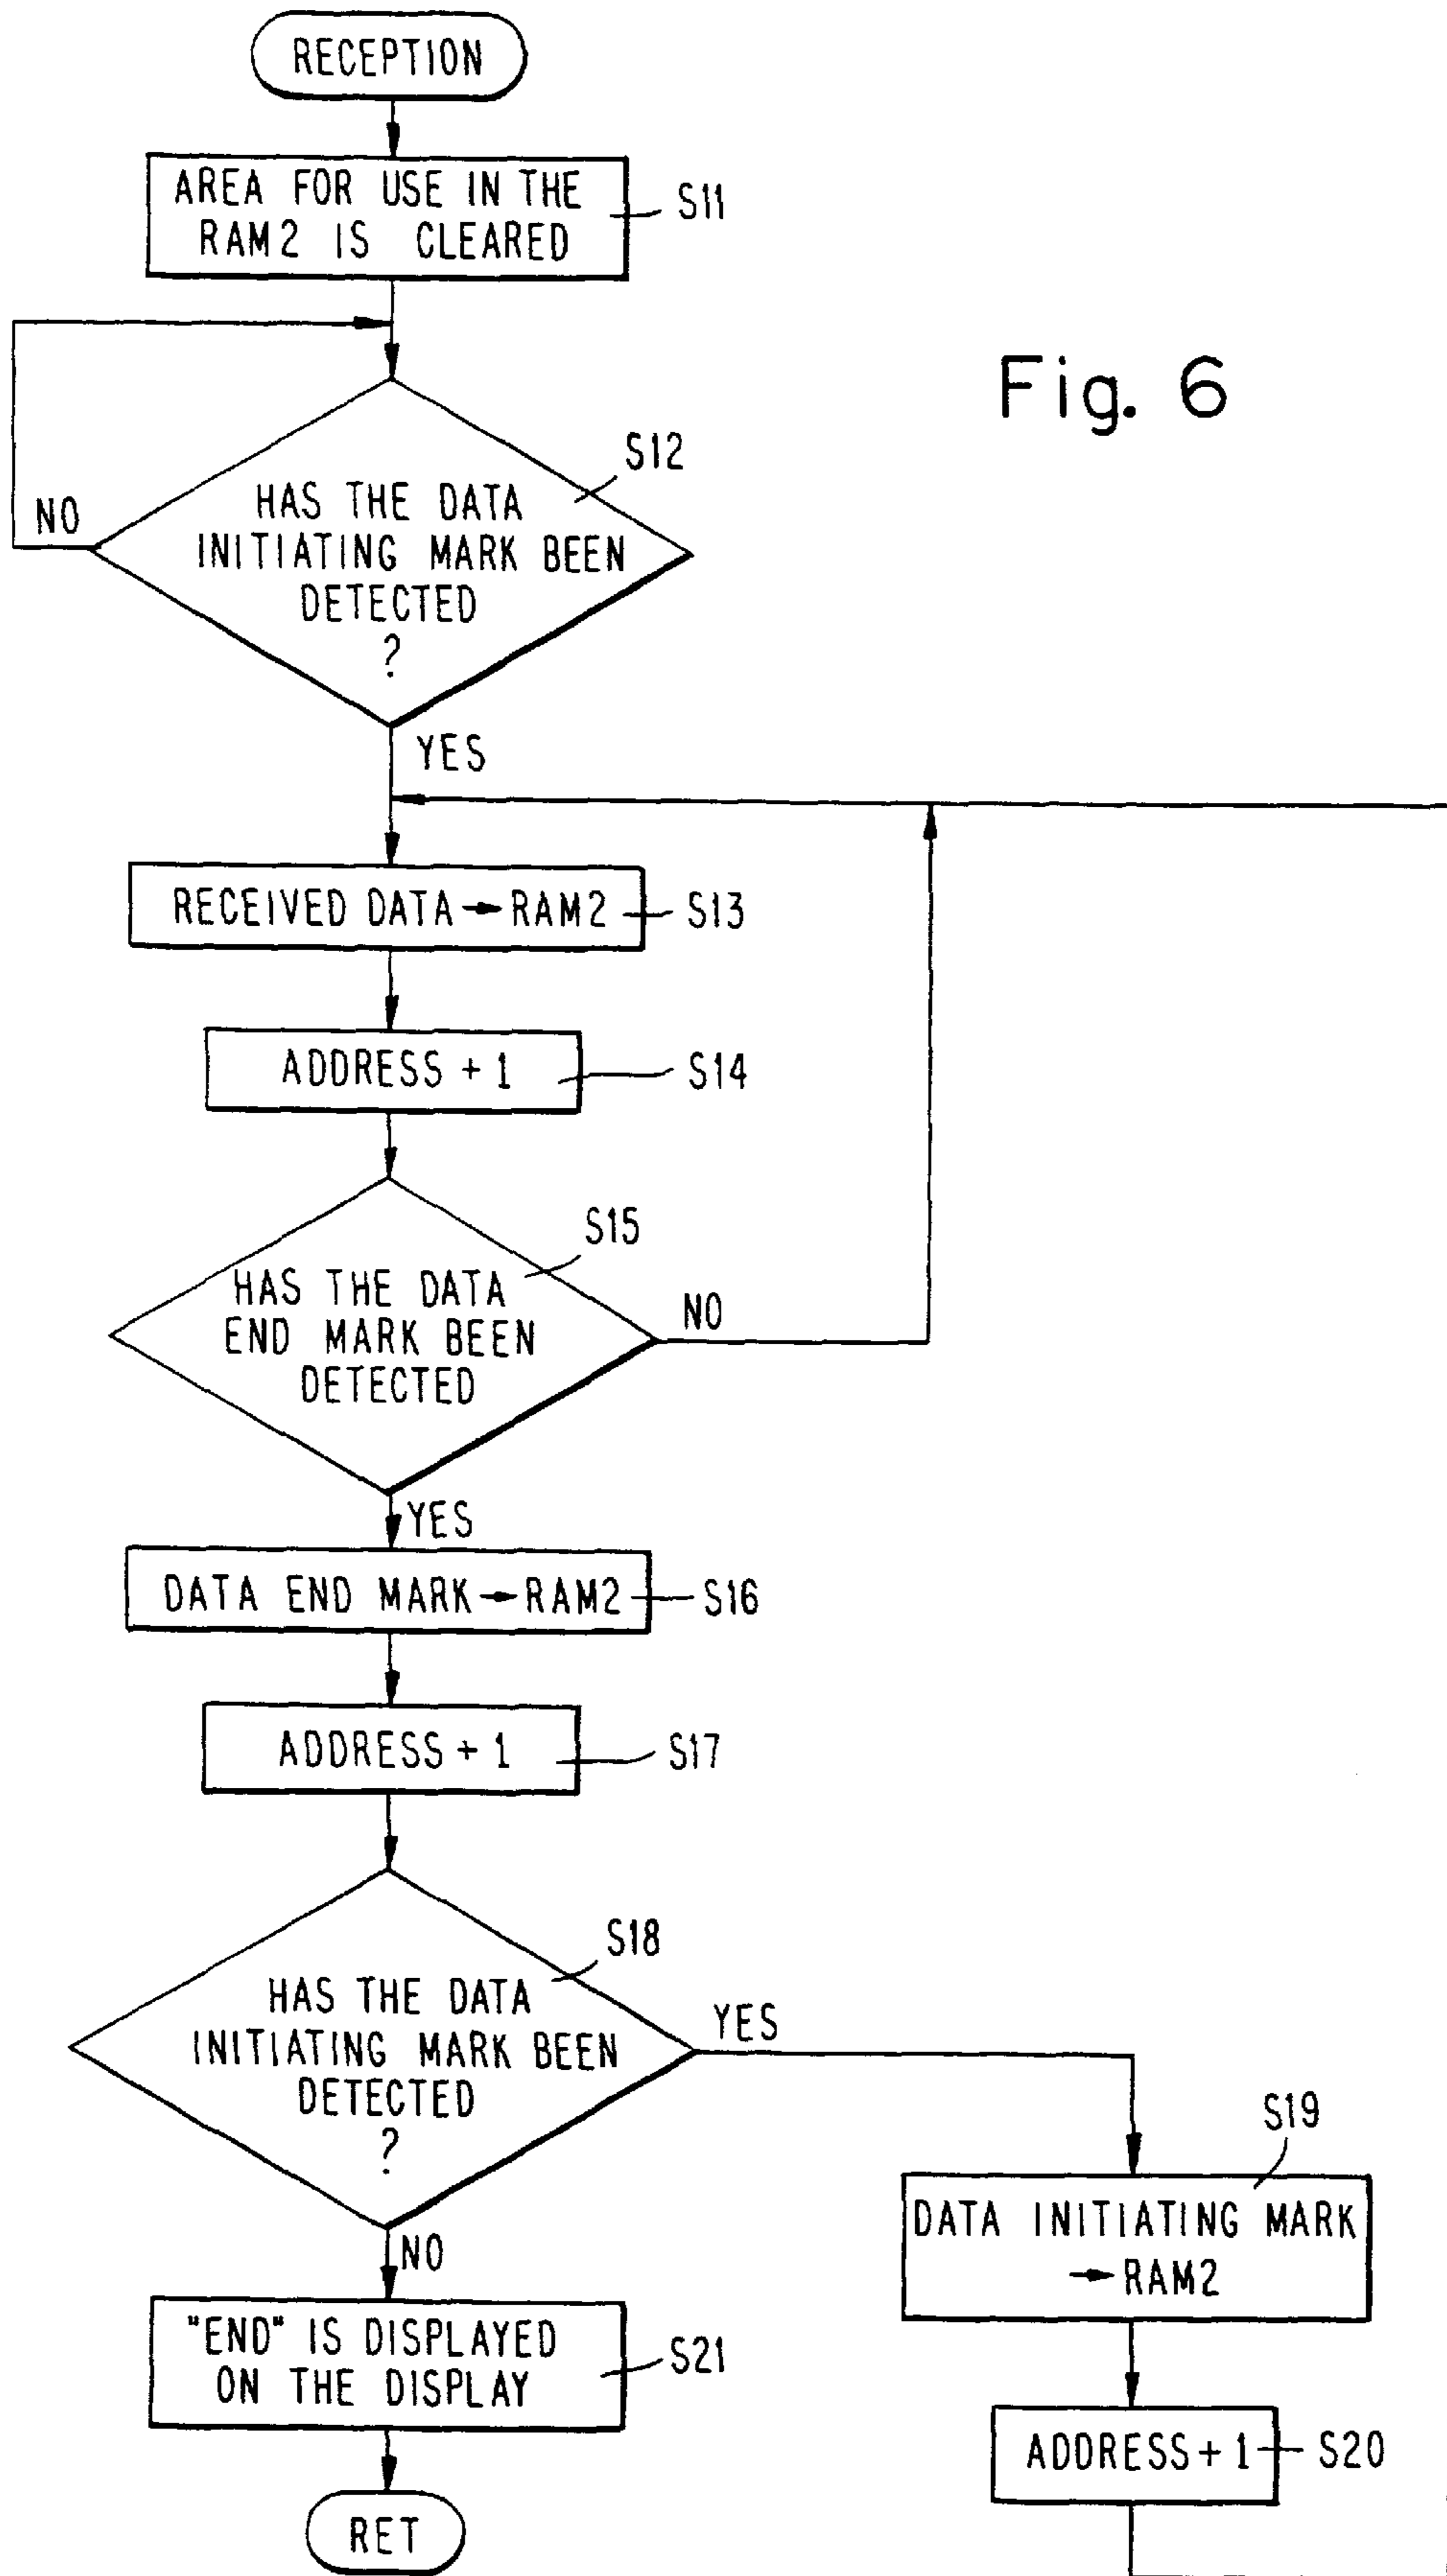 RECEPTION
AREA FOR USE IN THE
RAM2 IS CLEARED
S11
Fig. 6
S12
HAS THE DATA
INITIATING MARK BEEN
DETECTED
?
NO
YES
RECEIVED DATA → RAM2
S13
ADDRESS + 1
S14
S15
HAS THE DATA
END MARK BEEN
DETECTED
NO
YES
DATA END MARK → RAM2
S16
ADDRESS + 1
S17
S18
HAS THE DATA
INITIATING MARK BEEN
DETECTED
?
YES
NO
S19
DATA INITIATING MARK
→ RAM2
"END" IS DISPLAYED
ON THE DISPLAY
S21
ADDRESS + 1
S20
RET